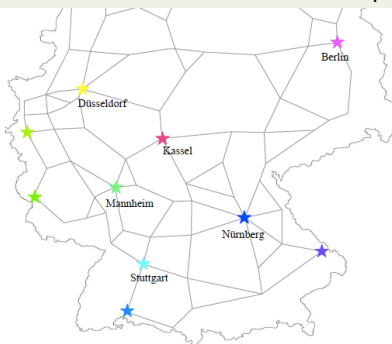 Berlin
Düsseldorf
Kassel
Mannheim
Nürnberg
Stuttgart